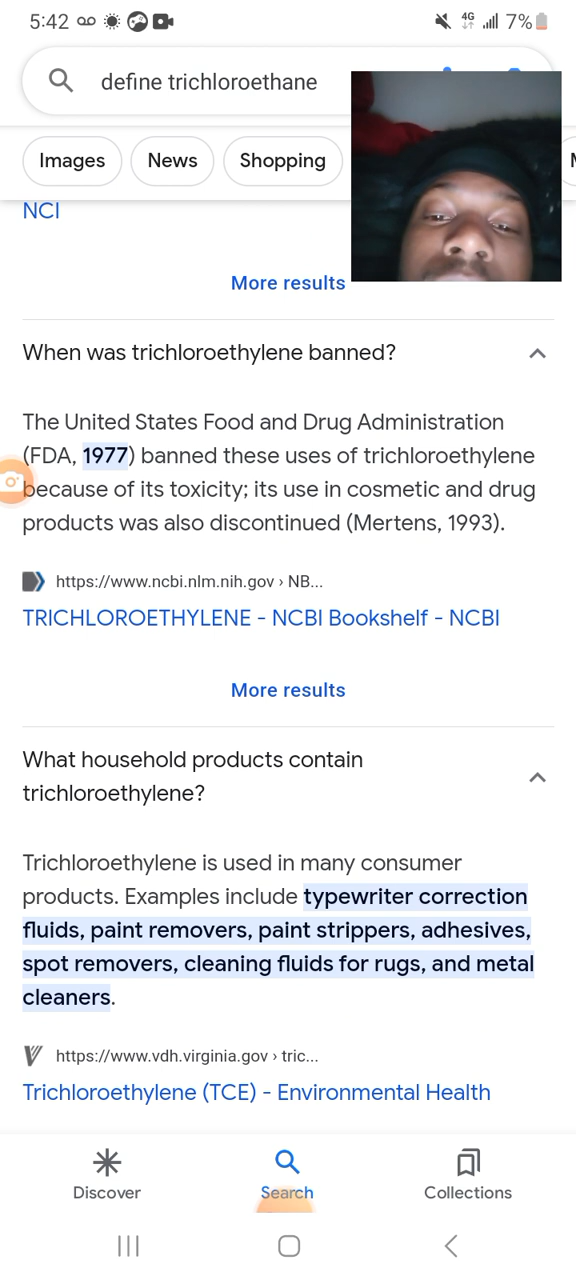 5:42
4G
7%
define trichloroethane
Images
News
Shopping
NCI
More results
When was trichloroethylene banned?
The United States Food and Drug Administration
(FDA, 1977) banned these uses of trichloroethylene
because of its toxicity; its use in cosmetic and drug
products was also discontinued (Mertens, 1993).
https://www.ncbi.nlm.nih.gov › NB...
TRICHLOROETHYLENE - NCBI Bookshelf - NCBI
More results
What household products contain
trichloroethylene?
Trichloroethylene is used in many consumer
products. Examples include typewriter correction
fluids, paint removers, paint strippers, adhesives,
spot removers, cleaning fluids for rugs, and metal
cleaners.
https://www.vdh.virginia.gov › tric...
Trichloroethylene (TCE) - Environmental Health
Discover
Search
Collections